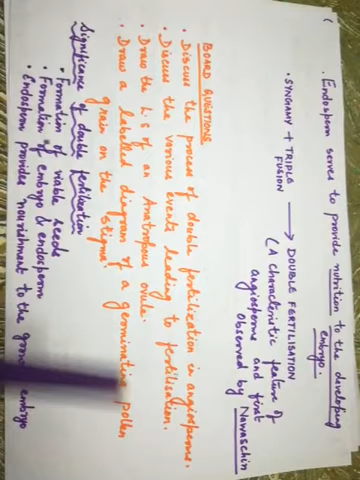 . Endosperm serves to provide nutrition to the developing
embryo.
. SYNGAMY + TRIPLE FUSION → DOUBLE FERTILISATION
(A characteristic feature of
angiosperms and first
observed by Nawaschin
BOARD QUESTIONS
. Discuss the process of double fertilization in angiosperms.
. Discuss the various events leading to fertilisation.
. Draw the L.S of an Anatropous ovule.
. Draw a labelled diagram of a germinating pollen
grain on the stigma.
Significance of double fertilization
. Formation of viable seeds
. Formation of embryo & endosperm
. Endosperm provides nourishment to the embryo